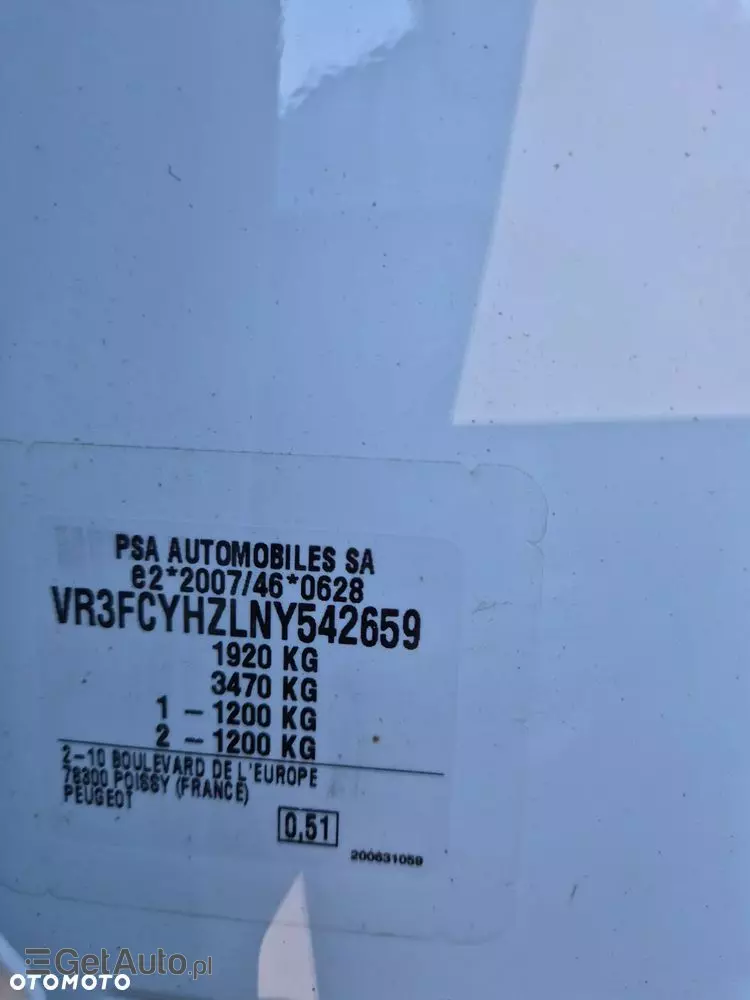 PSA AUTOMOBILES SA
e2*2007/46*0628
VR3FCYHZLNY542659
1920 KG
3470 KG
1 - 1200 KG
2 - 1200 KG
2-10 BOULEVARD DE L'EUROPE
78300 POISSY (FRANCE)
PEUGEOT
0,51
200631059
GetAuto.pl
OTOMOTO